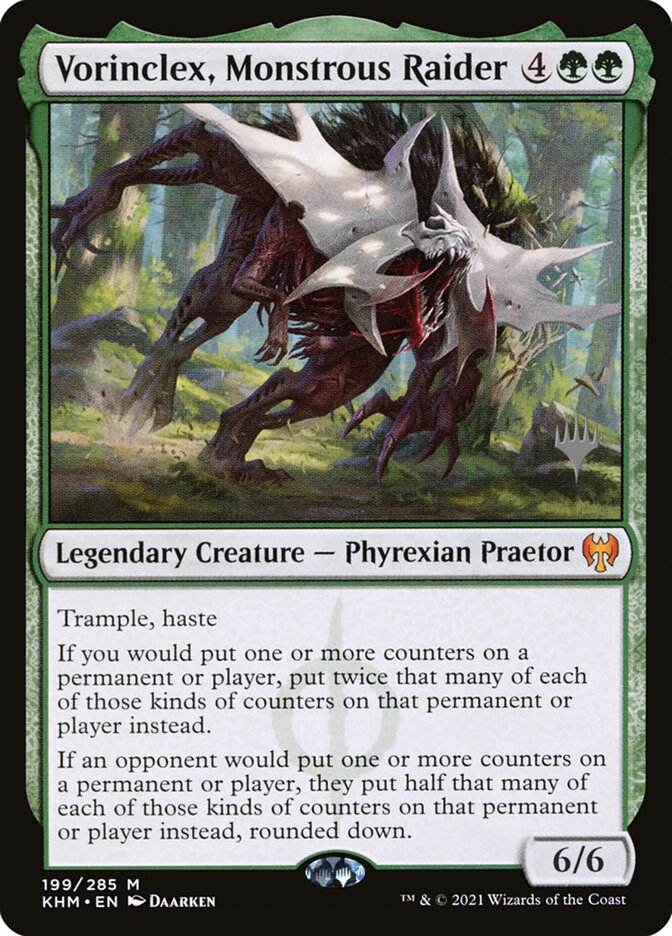 Vorinclex, Monstrous Raider 4
Legendary Creature — Phyrexian Praetor
Trample, haste
If you would put one or more counters on a
permanent or player, put twice that many of each
of those kinds of counters on that permanent or
player instead.
If an opponent would put one or more counters on
a permanent or player, they put half that many of
each of those kinds of counters on that permanent
or player instead, rounded down.
6/6
199/285 M
KHM • EN DAARKEN
™ & © 2021 Wizards of the Coast